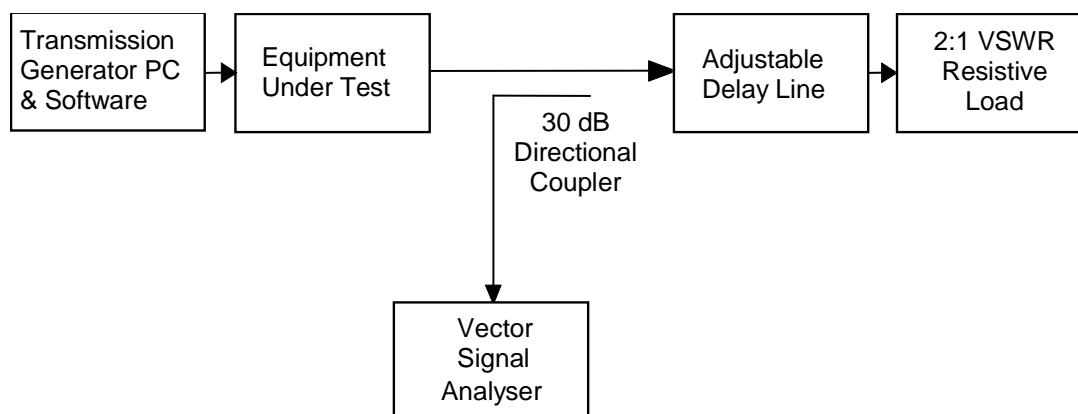 Transmission
Generator PC
& Software
Equipment
Under Test
Adjustable
Delay Line
2:1 VSWR
Resistive
Load
30 dB
Directional
Coupler
Vector
Signal
Analyser